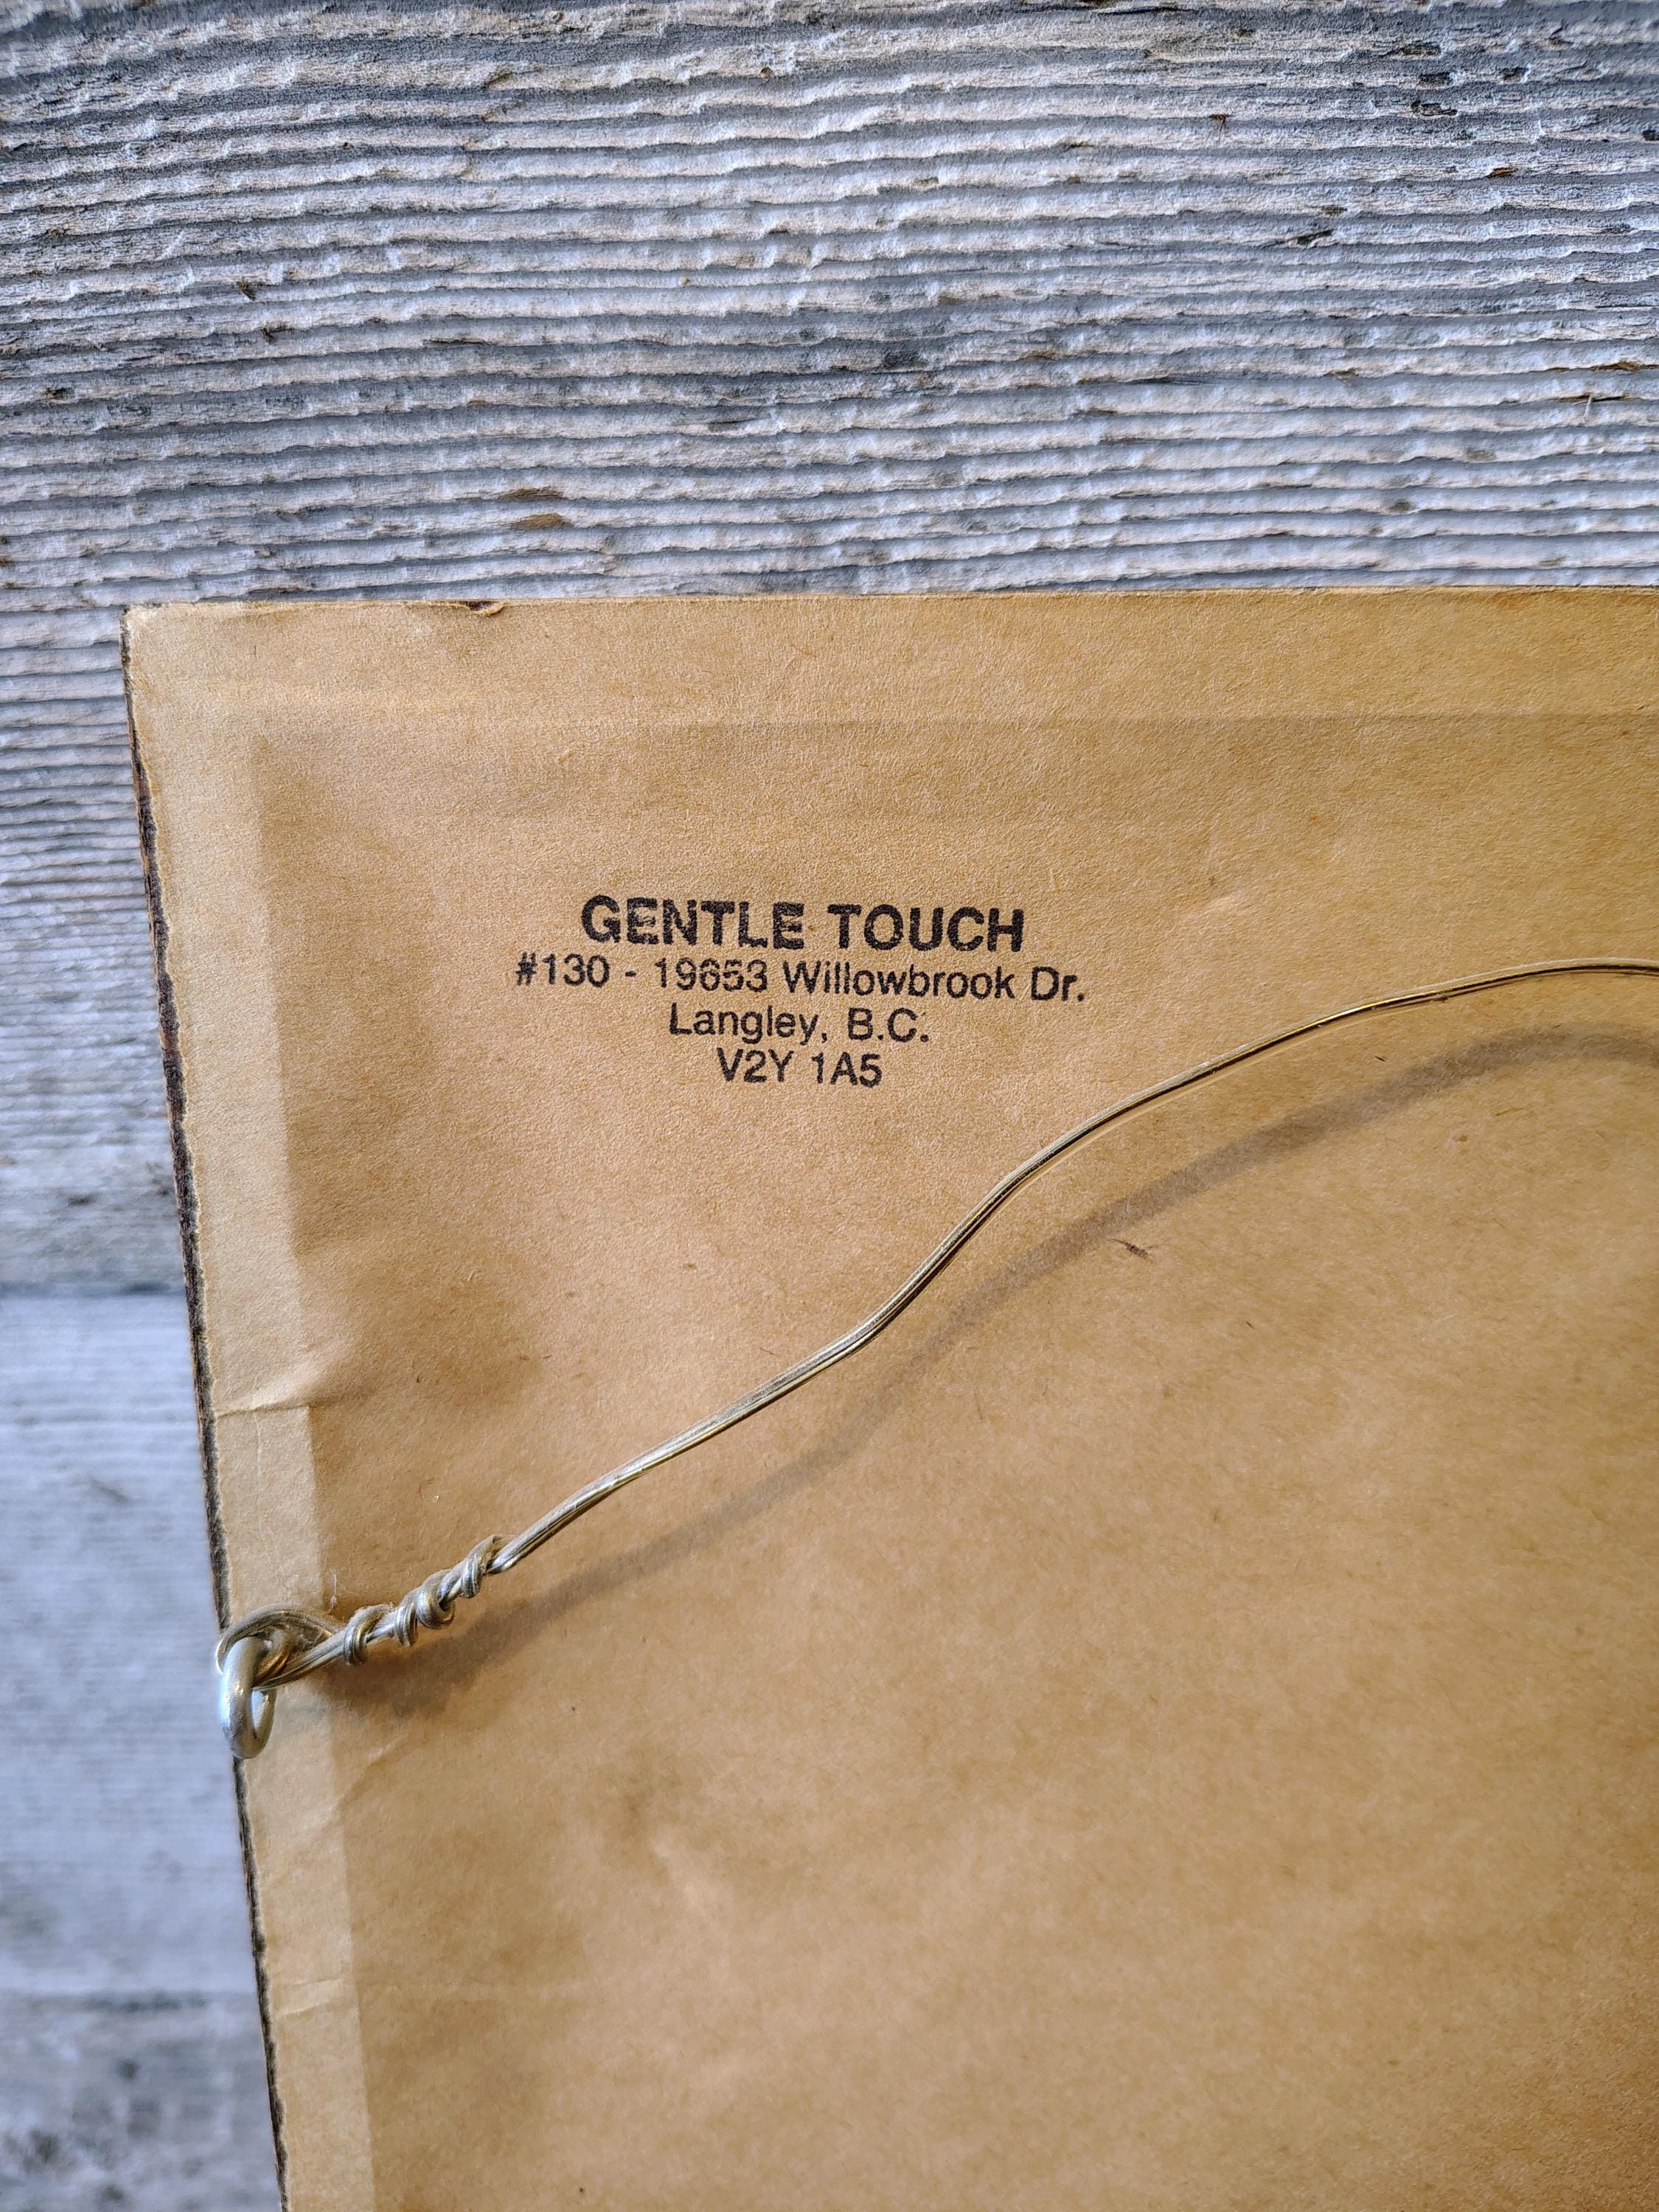 GENTLE TOUCH
#130 - 19653 Willowbrook Dr.
Langley, B.C.
V2Y 1A5